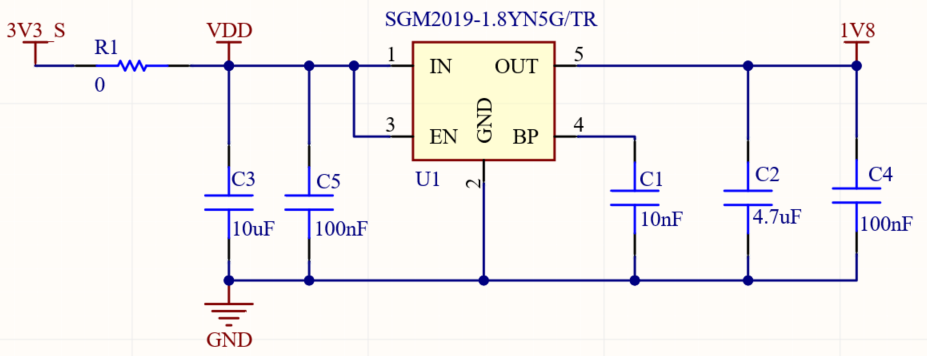 SGM2019-1.8YN5G/TR
3V3_S
VDD
1V8
R1
0
1
IN
OUT
5
GND
3
EN
BP
4
U1
2
C3
10uF
C5
100nF
C1
10nF
C2
4.7uF
C4
100nF
GND